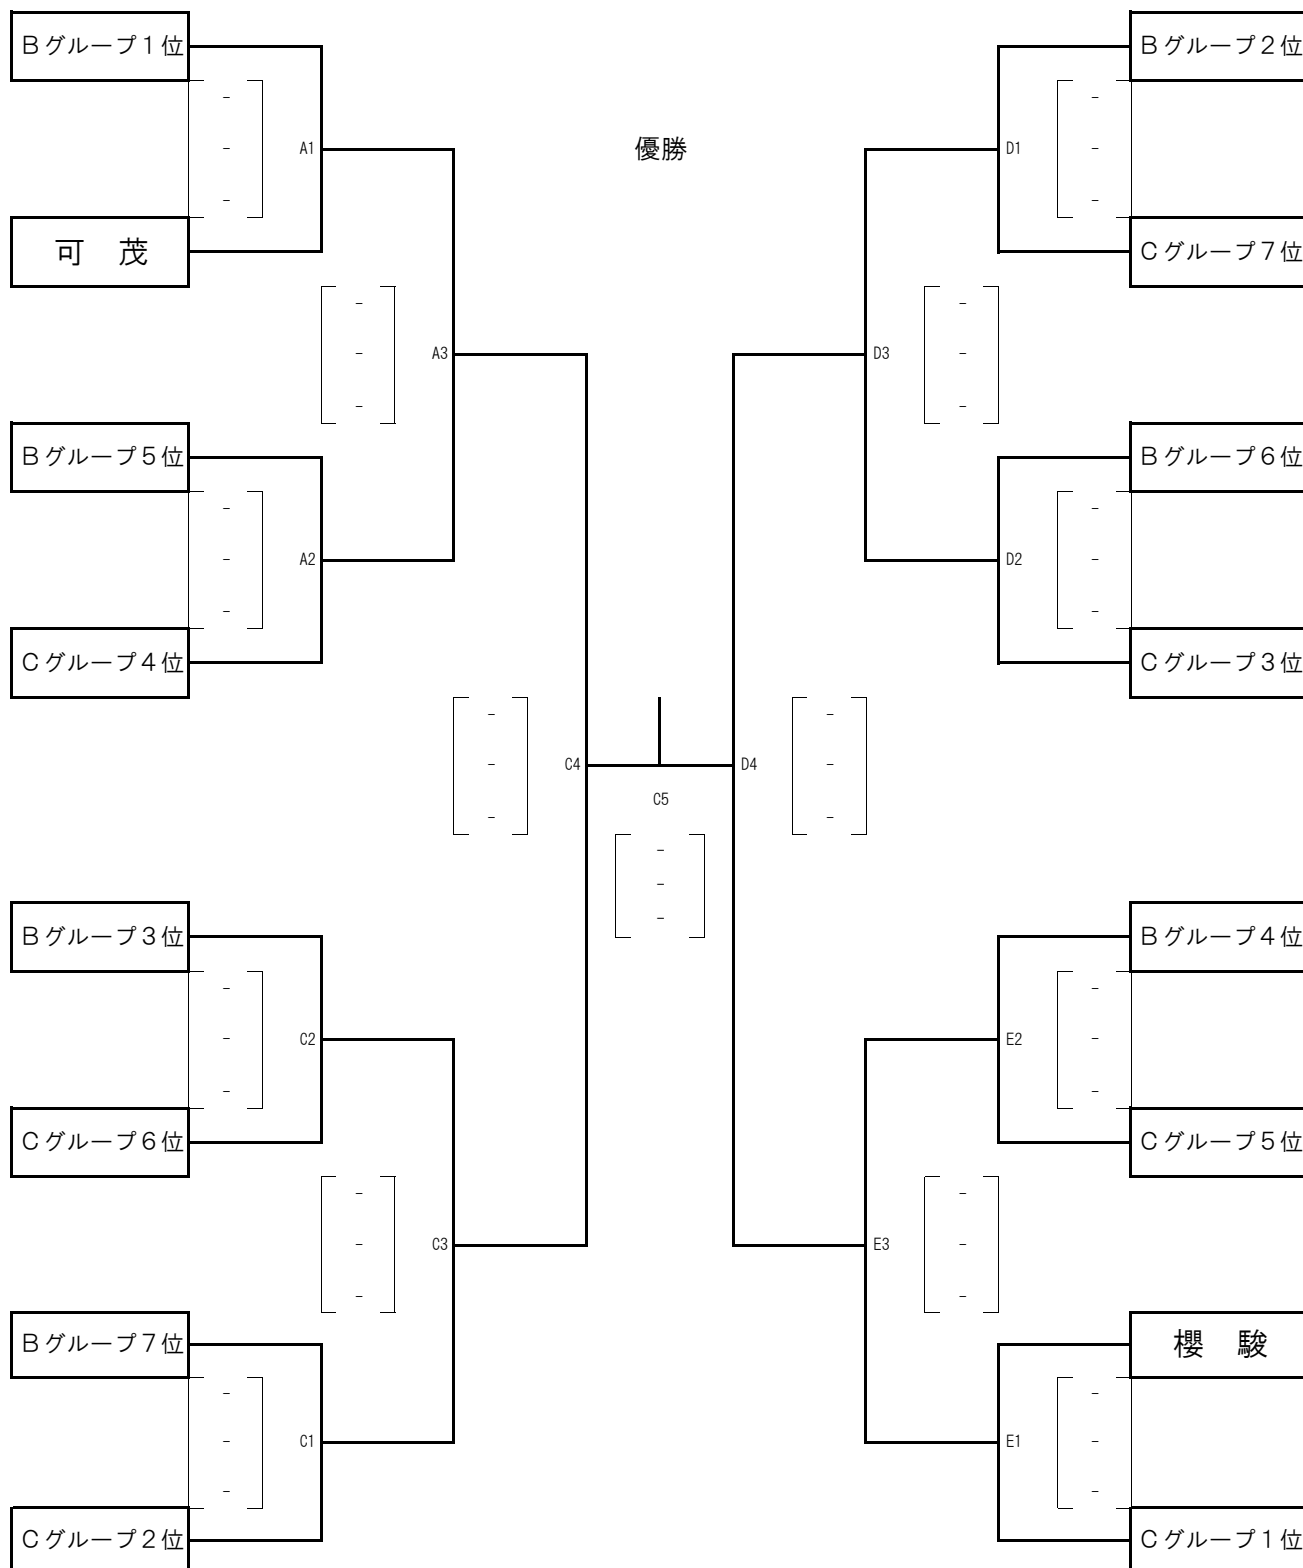 Bグループ1位
Bグループ2位
-
-
-
A1
優勝
D1
-
-
-
可 茂
Cグループ7位
-
-
-
A3
D3
-
-
-
Bグループ5位
Bグループ6位
-
-
-
A2
D2
-
-
-
Cグループ4位
Cグループ3位
-
-
-
C4
D4
-
-
-
C5
-
-
-
Bグループ3位
Bグループ4位
-
-
-
C2
E2
-
-
-
Cグループ6位
Cグループ5位
-
-
-
C3
E3
-
-
-
Bグループ7位
櫻 駿
-
-
-
C1
E1
-
-
-
Cグループ2位
Cグループ1位